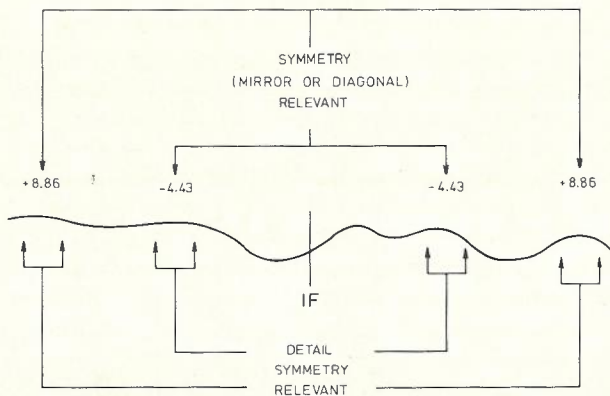 SYMMETRY
(MIRROR OR DIAGONAL)
RELEVANT
+8.86 -4.43 -4.43 +8.86
IF
DETAIL
SYMMETRY
RELEVANT